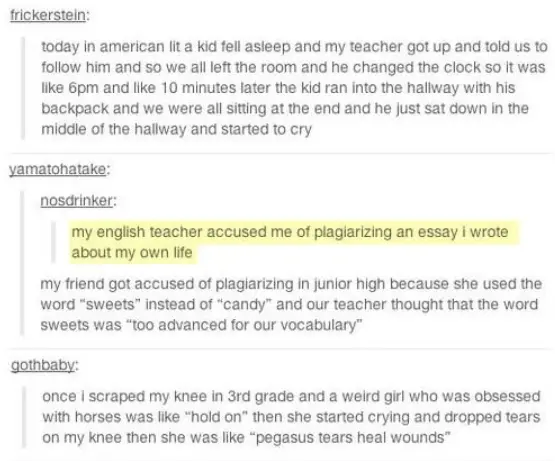 frickerstein:
today in american lit a kid fell asleep and my teacher got up and told us to
follow him and so we all left the room and he changed the clock so it was
like 6pm and like 10 minutes later the kid ran into the hallway with his
backpack and we were all sitting at the end and he just sat down in the
middle of the hallway and started to cry
yamatohatake:
nosdrinker:
my english teacher accused me of plagiarizing an essay i wrote
about my own life
my friend got accused of plagiarizing in junior high because she used the
word “sweets” instead of “candy” and our teacher thought that the word
sweets was “too advanced for our vocabulary”
gothbaby:
once i scraped my knee in 3rd grade and a weird girl who was obsessed
with horses was like “hold on” then she started crying and dropped tears
on my knee then she was like “pegasus tears heal wounds”